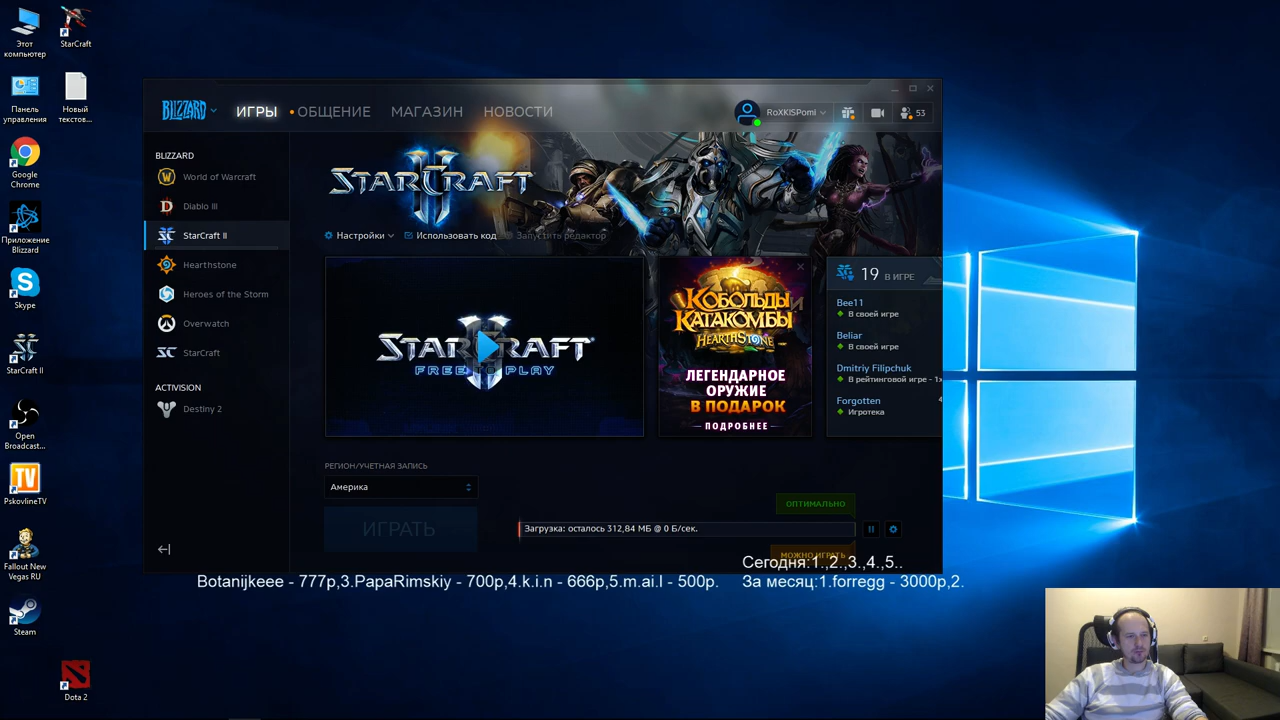 Этот
компьютер
StarCraft
Панель
управления
Новый
текстов...
Google
Chrome
Приложение
Blizzard
Skype
StarCraft II
Open
Broadcast...
PskovlineTV
Fallout New
Vegas RU
Steam
Dota 2
BLIZZARD
ИГРЫ
ОБЩЕНИЕ
МАГАЗИН
НОВОСТИ
RoXKISPomi
53
BLIZZARD
World of Warcraft
Diablo III
StarCraft II
Hearthstone
Heroes of the Storm
Overwatch
StarCraft
ACTIVISION
Destiny 2
STARCRAFT II
Настройки
Использовать код
Запустить редактор
STARCRAFT II
FREE TO PLAY
КОБОЛЬДЫ И
КАТАКОМБЫ
HEARTHSTONE
ЛЕГЕНДАРНОЕ
ОРУЖИЕ
В ПОДАРОК
ПОДРОБНЕЕ
19 В ИГРЕ
Bee11
В своей игре
Beliar
В своей игре
Dmitriy Filipchuk
В рейтинговой игре - 1x
Forgotten 4
Игротека
РЕГИОН/УЧЕТНАЯ ЗАПИСЬ
Америка
ИГРАТЬ
ОПТИМАЛЬНО
Загрузка: осталось 312,84 МБ @ 0 Б/сек.
МОЖНО ИГРАТЬ
Сегодня:1.,2.,3.,4.,5..
Botanijkeee - 777р,3.PapaRimskiy - 700р,4.k.i.n - 666р,5.m.ai.l - 500р.
За месяц:1.forregg - 3000р,2.